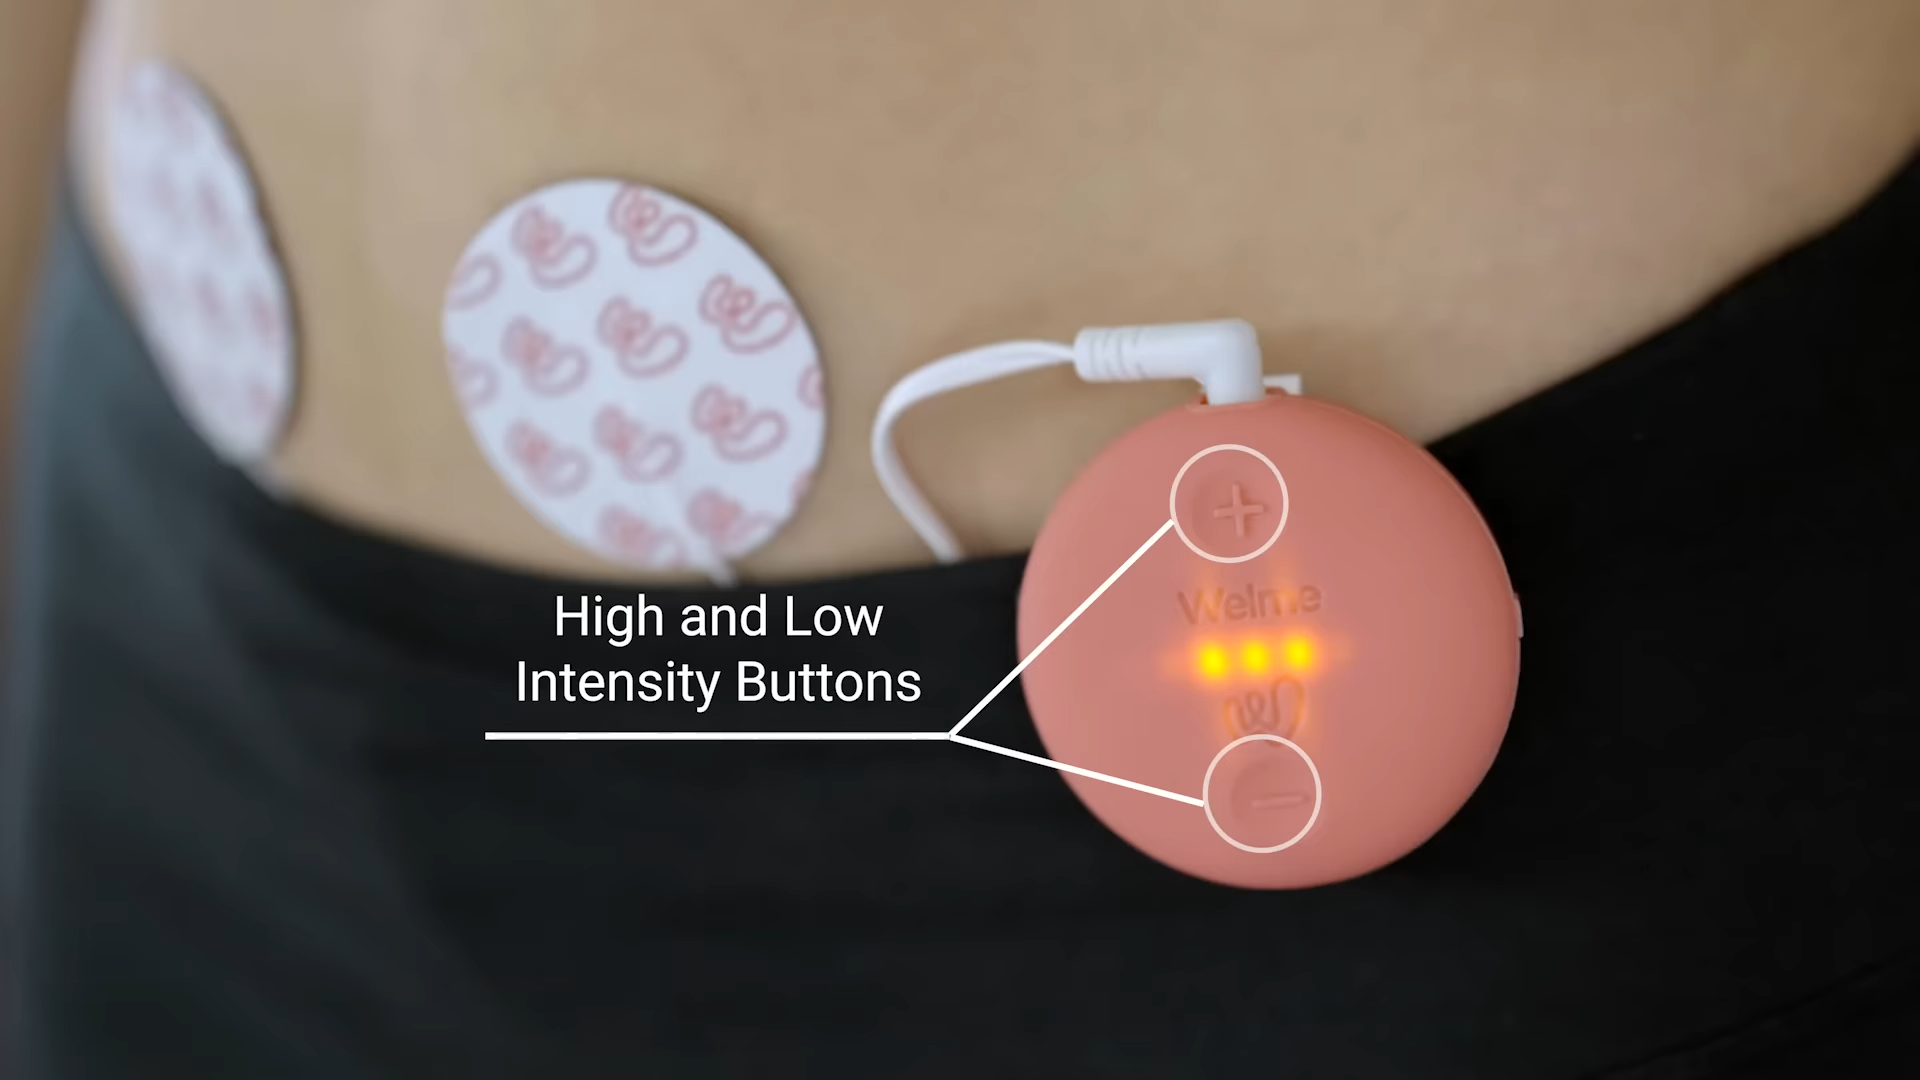 +
Welme
High and Low
Intensity Buttons
−